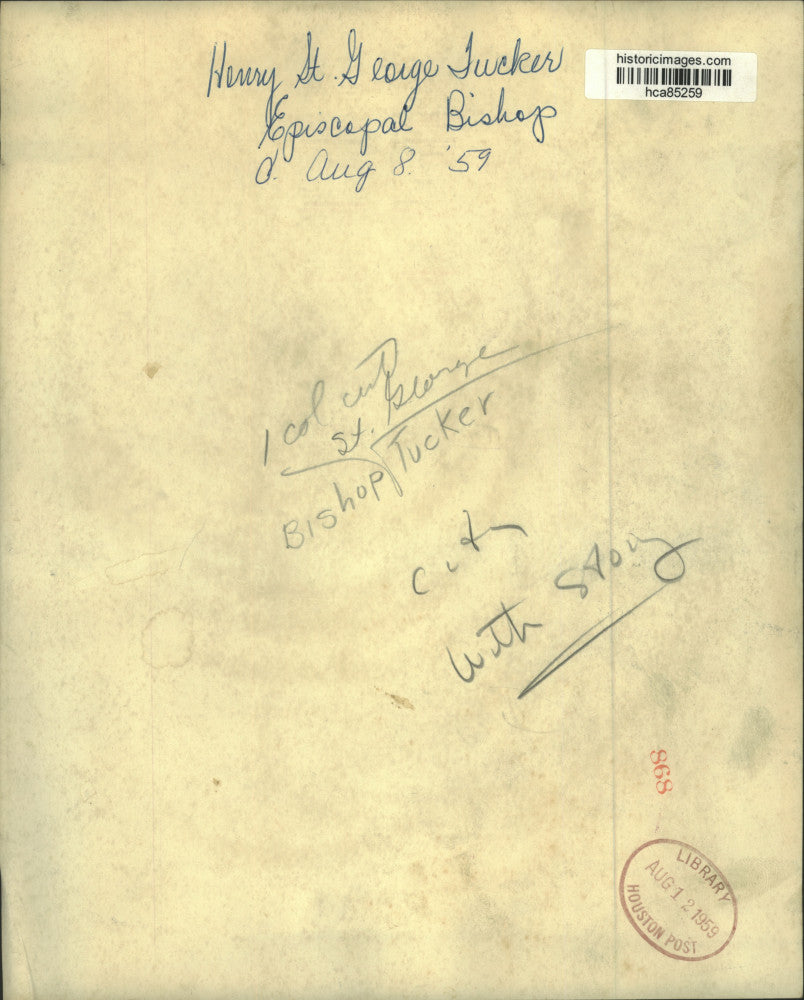 Henry St. George Tucker
Episcopal Bishop
d. Aug 8. '59
historicimages.com
hca85259
1 col cut
St. George
Bishop Tucker
City
with story
868
LIBRARY
AUG 12 1959
HOUSTON POST